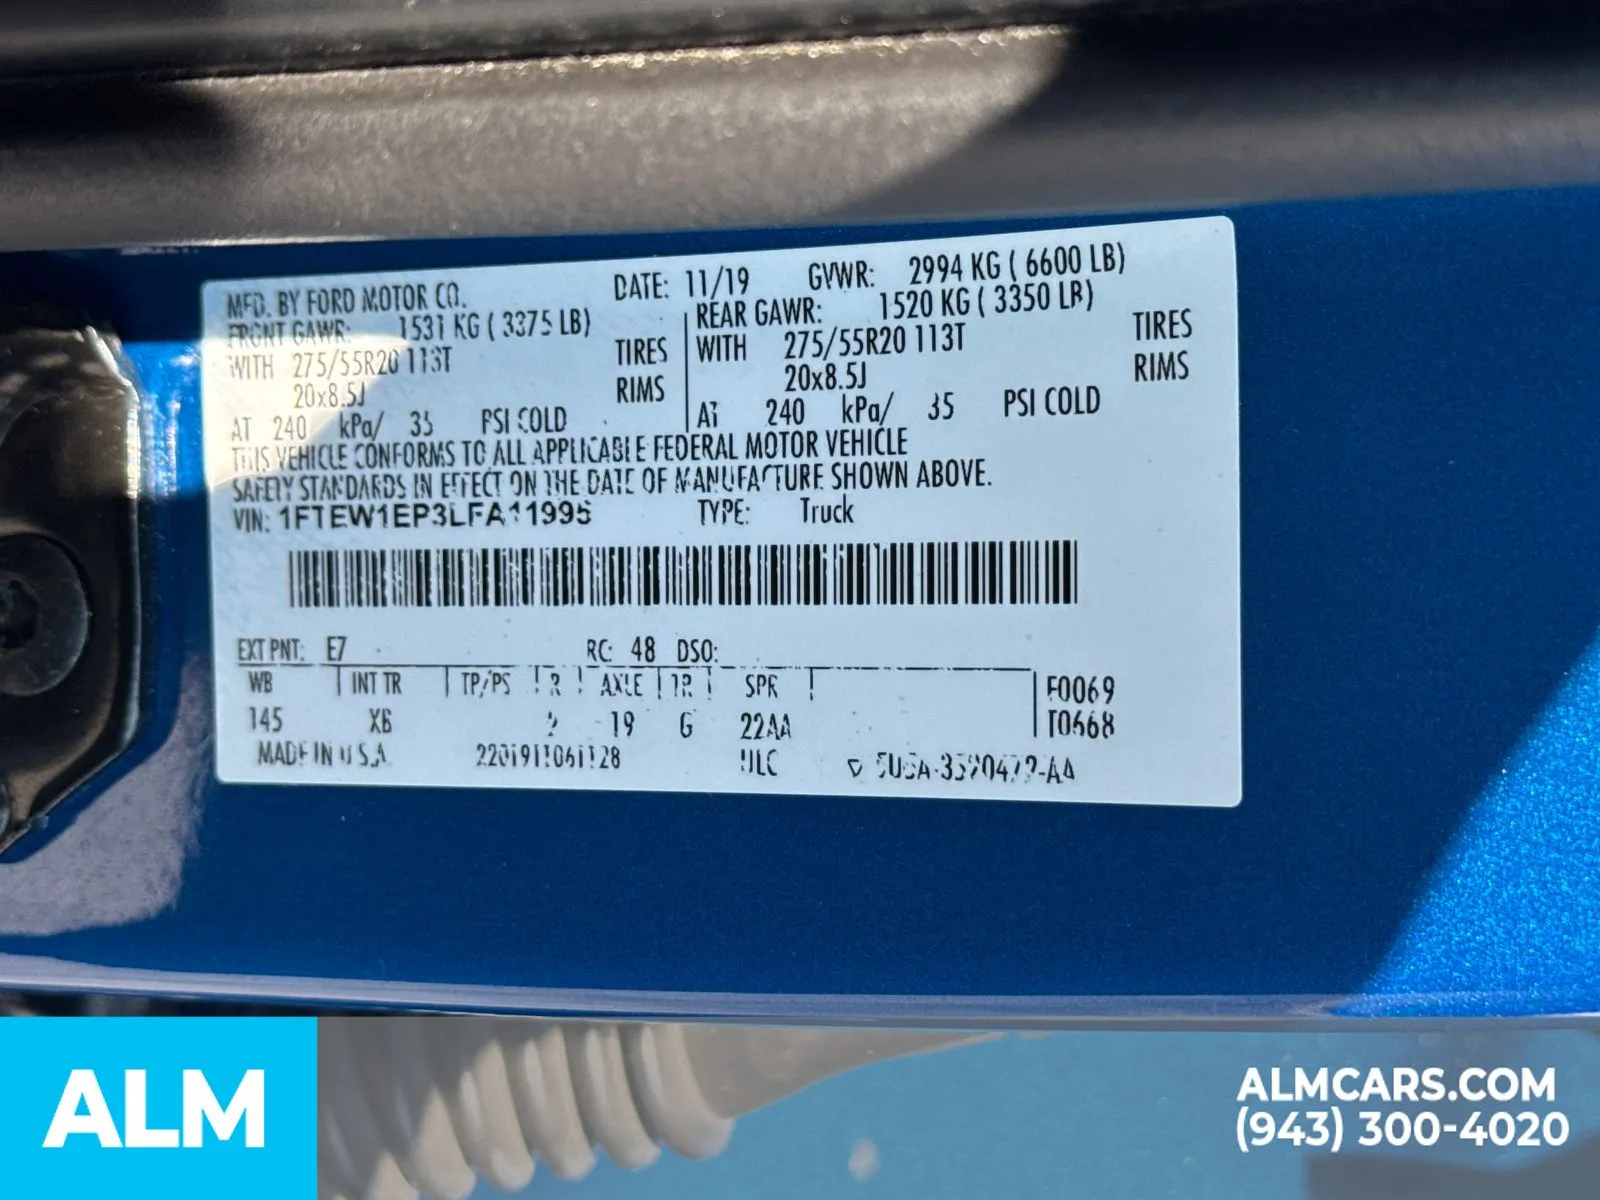 MFD. BY FORD MOTOR CO. DATE: 11/19 GVWR: 2994 KG ( 6600 LB)
FRONT GAWR: 1531 KG ( 3375 LB) REAR GAWR: 1520 KG ( 3350 LB)
WITH 275/55R20 113T TIRES WITH 275/55R20 113T TIRES
20x8.5J RIMS 20x8.5J RIMS
AT 240 kPa/ 35 PSI COLD AT 240 kPa/ 35 PSI COLD
THIS VEHICLE CONFORMS TO ALL APPLICABLE FEDERAL MOTOR VEHICLE
SAFETY STANDARDS IN EFFECT ON THE DATE OF MANUFACTURE SHOWN ABOVE.
VIN: TYPE: Truck
EXT PNT: E7 RC: 48 DSO:
WB INT TR TP/PS R AXLE TR SPR F0069
145 XB 19 G 22AA T0668
MADE IN U.S.A. 2201911061128
ALM
ALMCARS.COM
(943) 300-4020